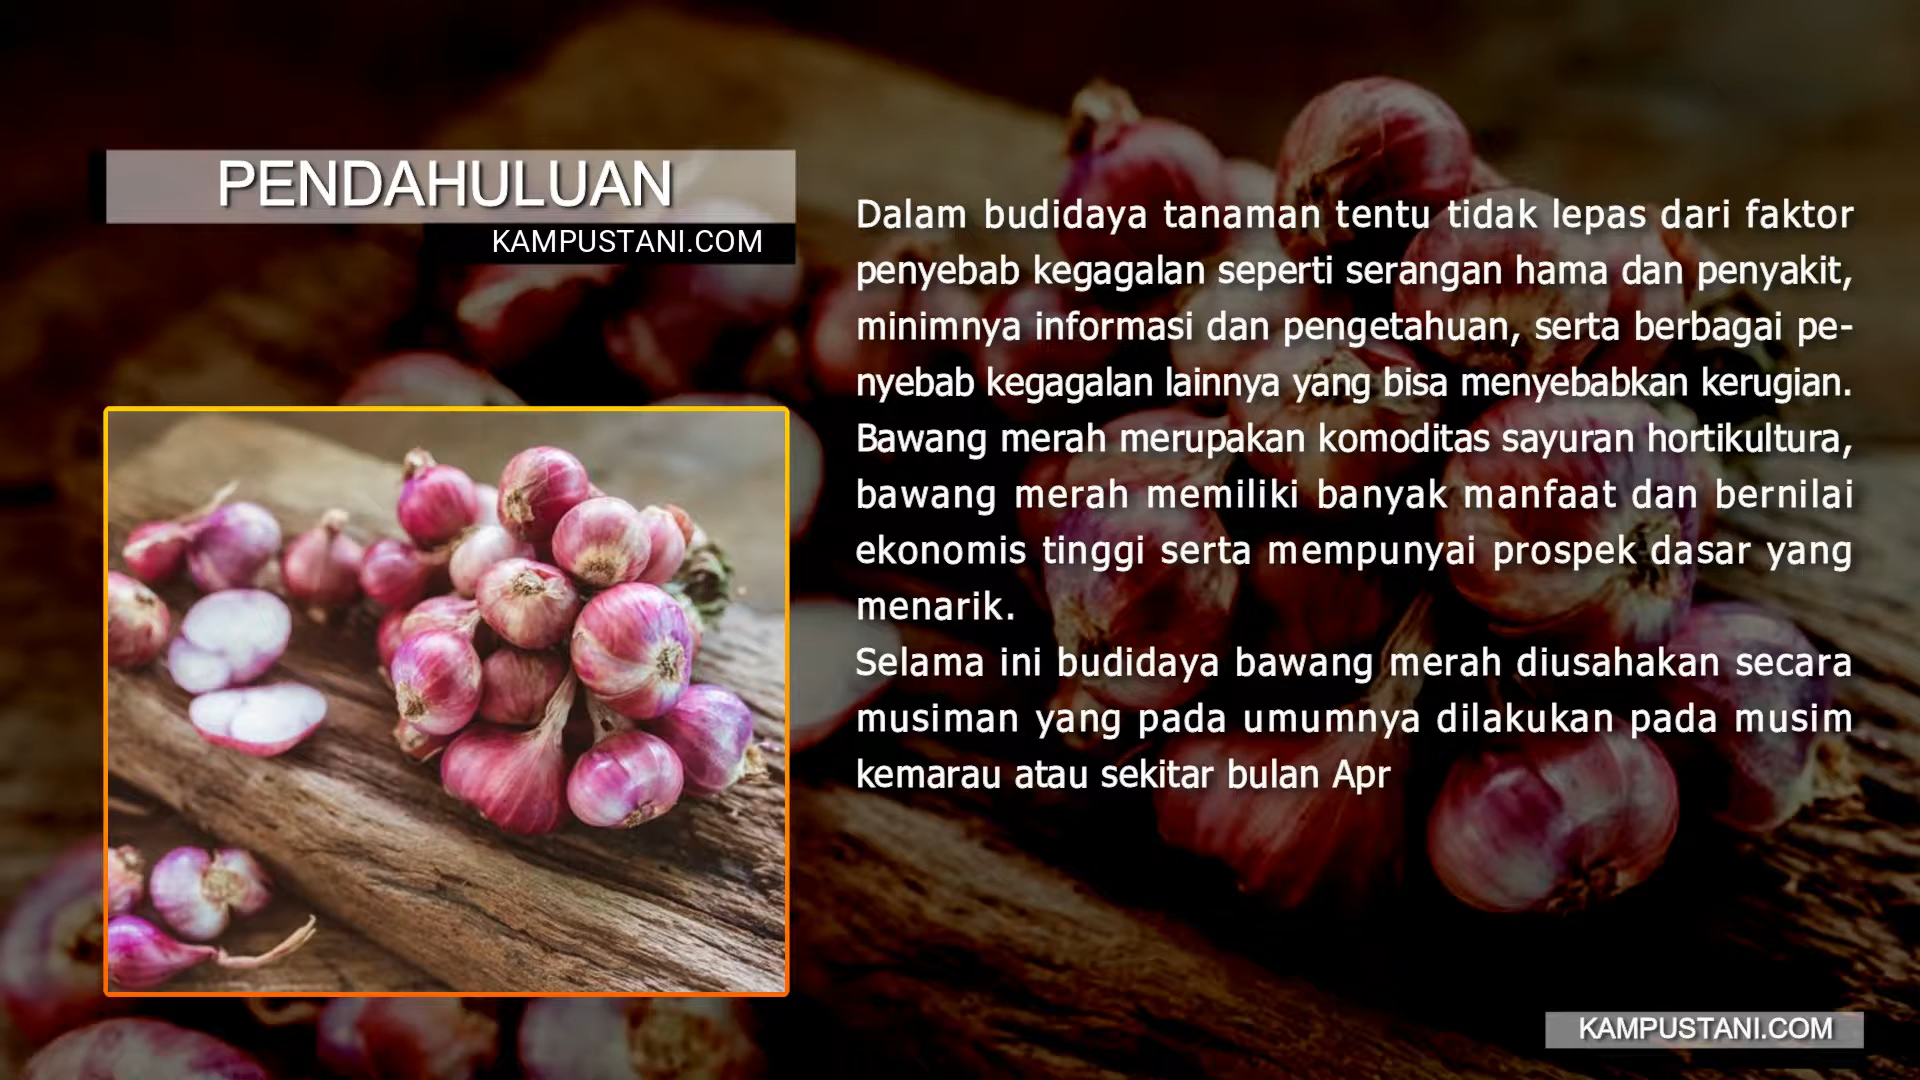 PENDAHULUAN
KAMPUSTANI.COM
Dalam budidaya tanaman tentu tidak lepas dari faktor
penyebab kegagalan seperti serangan hama dan penyakit,
minimnya informasi dan pengetahuan, serta berbagai pe-
nyebab kegagalan lainnya yang bisa menyebabkan kerugian.
Bawang merah merupakan komoditas sayuran hortikultura,
bawang merah memiliki banyak manfaat dan bernilai
ekonomis tinggi serta mempunyai prospek dasar yang
menarik.
Selama ini budidaya bawang merah diusahakan secara
musiman yang pada umumnya dilakukan pada musim
kemarau atau sekitar bulan Apr
KAMPUSTANI.COM